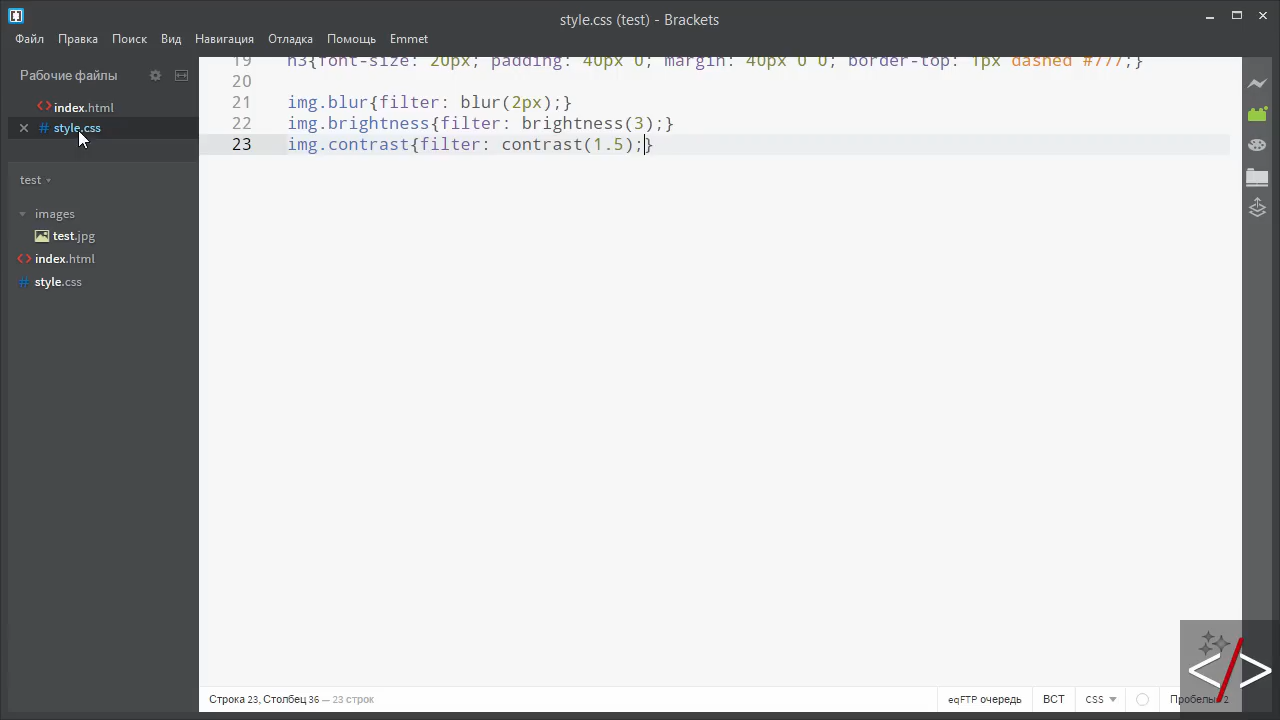 style.css (test) - Brackets
Файл Правка Поиск Вид Навигация Отладка Помощь Emmet
Рабочие файлы
index.html
style.css
test
images
test.jpg
index.html
style.css
19 h3{font-size: 20px; padding: 40px 0; margin: 40px 0 0; border-top: 1px dashed #777;}
20
21 img.blur{filter: blur(2px);}
22 img.brightness{filter: brightness(3);}
23 img.contrast{filter: contrast(1.5);}
Строка 23, Столбец 36 — 23 строк
eqFTP очередь ВСТ CSS Пробелы: 2